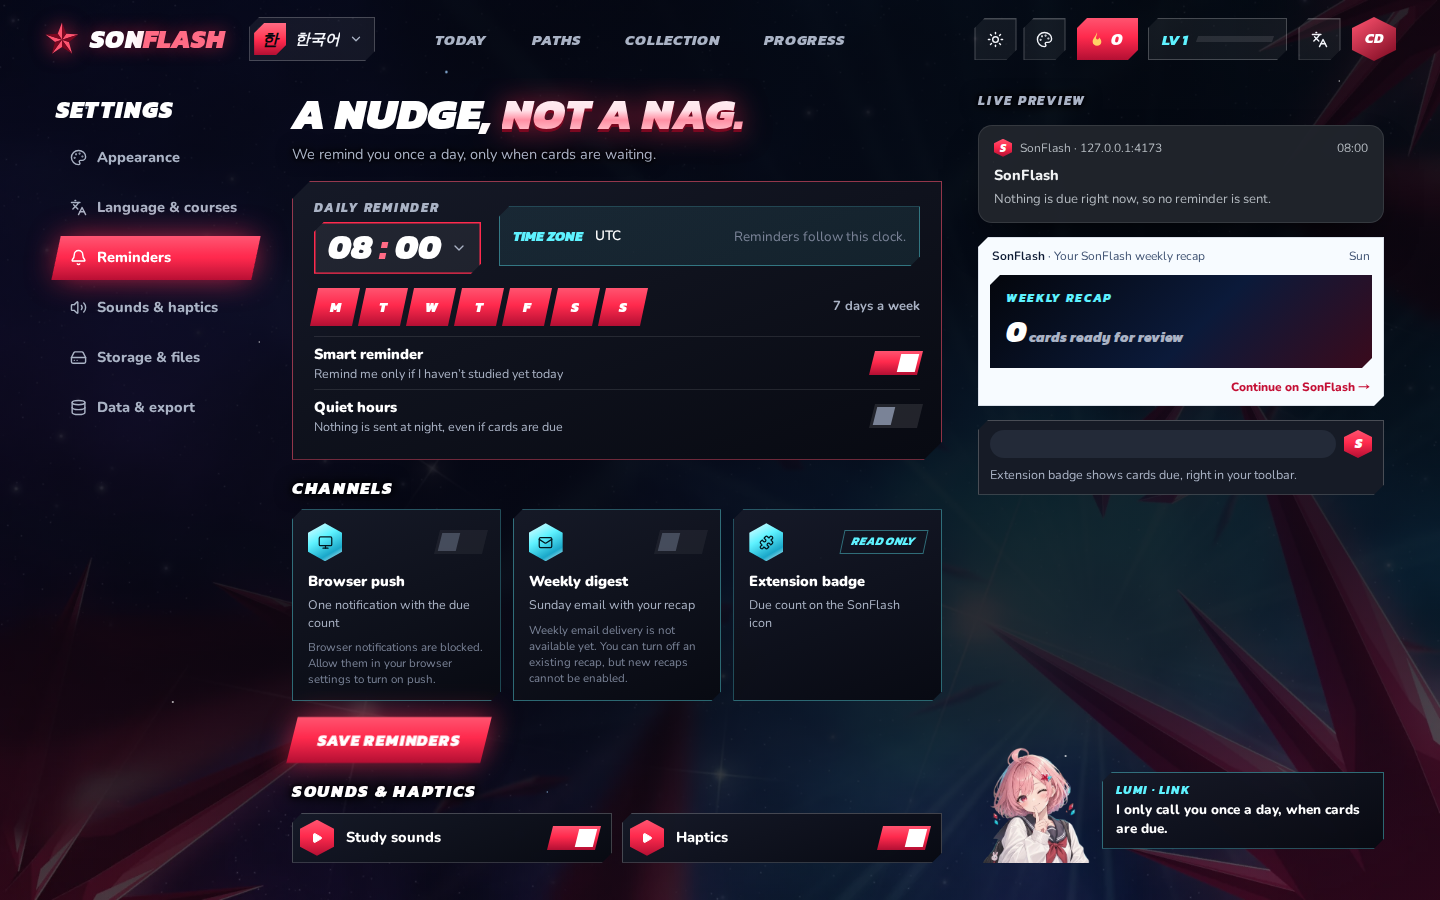 SONFLASH
한 한국어
TODAY PATHS COLLECTION PROGRESS
0
LV 1
CD
SETTINGS
Appearance
Language & courses
Reminders
Sounds & haptics
Storage & files
Data & export
A NUDGE, NOT A NAG.
We remind you once a day, only when cards are waiting.
DAILY REMINDER
08 : 00
TIME ZONE UTC Reminders follow this clock.
M T W T F S S 7 days a week
Smart reminder
Remind me only if I haven't studied yet today
Quiet hours
Nothing is sent at night, even if cards are due
CHANNELS
Browser push
One notification with the due
count
Browser notifications are blocked.
Allow them in your browser
settings to turn on push.
Weekly digest
Sunday email with your recap
Weekly email delivery is not
available yet. You can turn off an
existing recap, but new recaps
cannot be enabled.
READ ONLY
Extension badge
Due count on the SonFlash
icon
SAVE REMINDERS
SOUNDS & HAPTICS
Study sounds
Haptics
LIVE PREVIEW
S SonFlash · 127.0.0.1:4173 08:00
SonFlash
Nothing is due right now, so no reminder is sent.
SonFlash · Your SonFlash weekly recap Sun
WEEKLY RECAP
0 cards ready for review
Continue on SonFlash →
S
Extension badge shows cards due, right in your toolbar.
LUMI · LINK
I only call you once a day, when cards
are due.